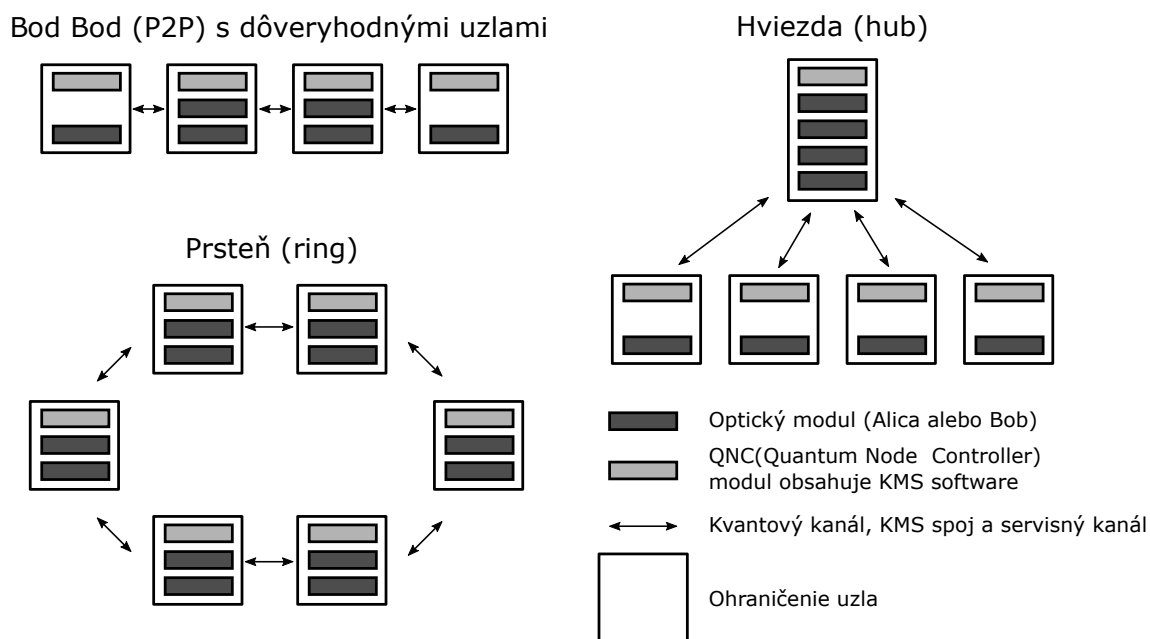 Bod Bod (P2P) s dôveryhodnými uzlami
Hviezda (hub)
Prsteň (ring)
Optický modul (Alica alebo Bob)
QNC(Quantum Node Controller)
modul obsahuje KMS software
Kvantový kanál, KMS spoj a servisný kanál
Ohraničenie uzla